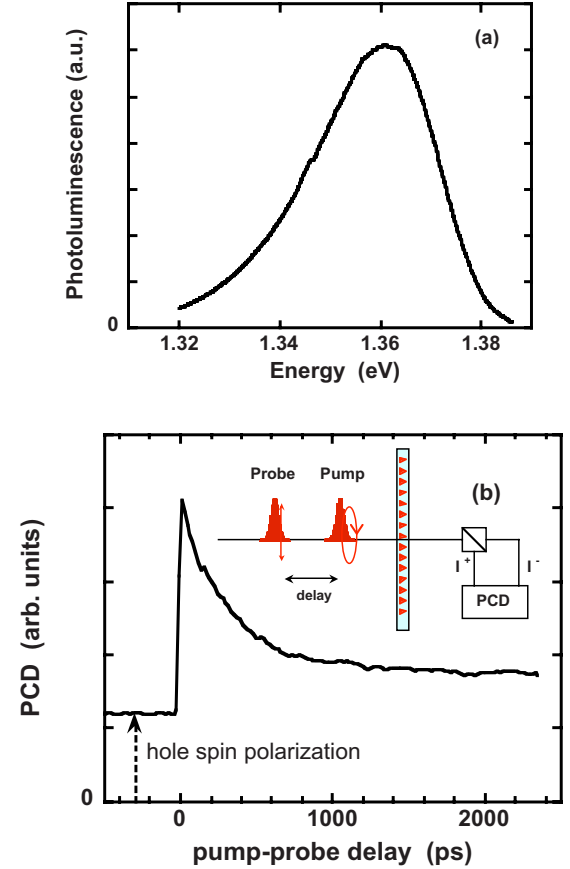 (a)
Photoluminescence (a.u.)
0
1.32 1.34 1.36 1.38
Energy (eV)
(b)
Probe Pump
delay
I + I -
PCD
PCD (arb. units)
hole spin polarization
0
0 1000 2000
pump-probe delay (ps)